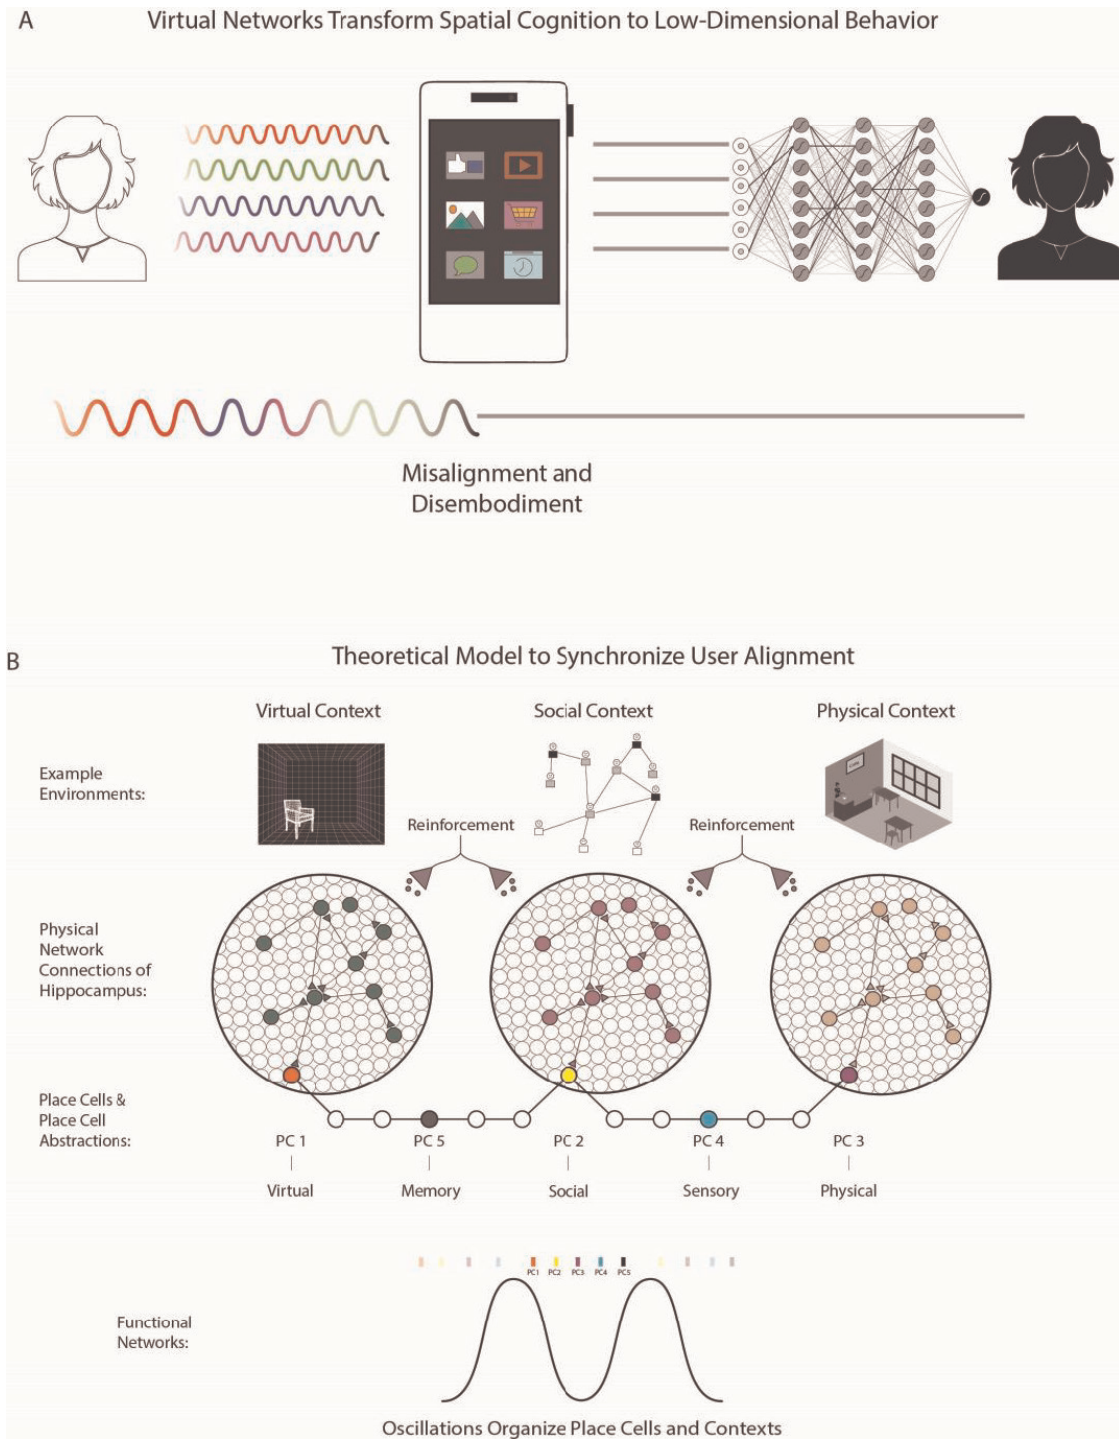 A
Virtual Networks Transform Spatial Cognition to Low-Dimensional Behavior
Misalignment and
Disembodiment
B
Theoretical Model to Synchronize User Alignment
Virtual Context
Social Context
Physical Context
Example
Environments:
Reinforcement
Reinforcement
Physical
Network
Connections of
Hippocampus:
Place Cells &
Place Cell
Abstractions:
PC 1
PC 5
PC 2
PC 4
PC 3
Virtual
Memory
Social
Sensory
Physical
PC1
PC2
PC3
PC4
PC5
Functional
Networks:
Oscillations Organize Place Cells and Contexts